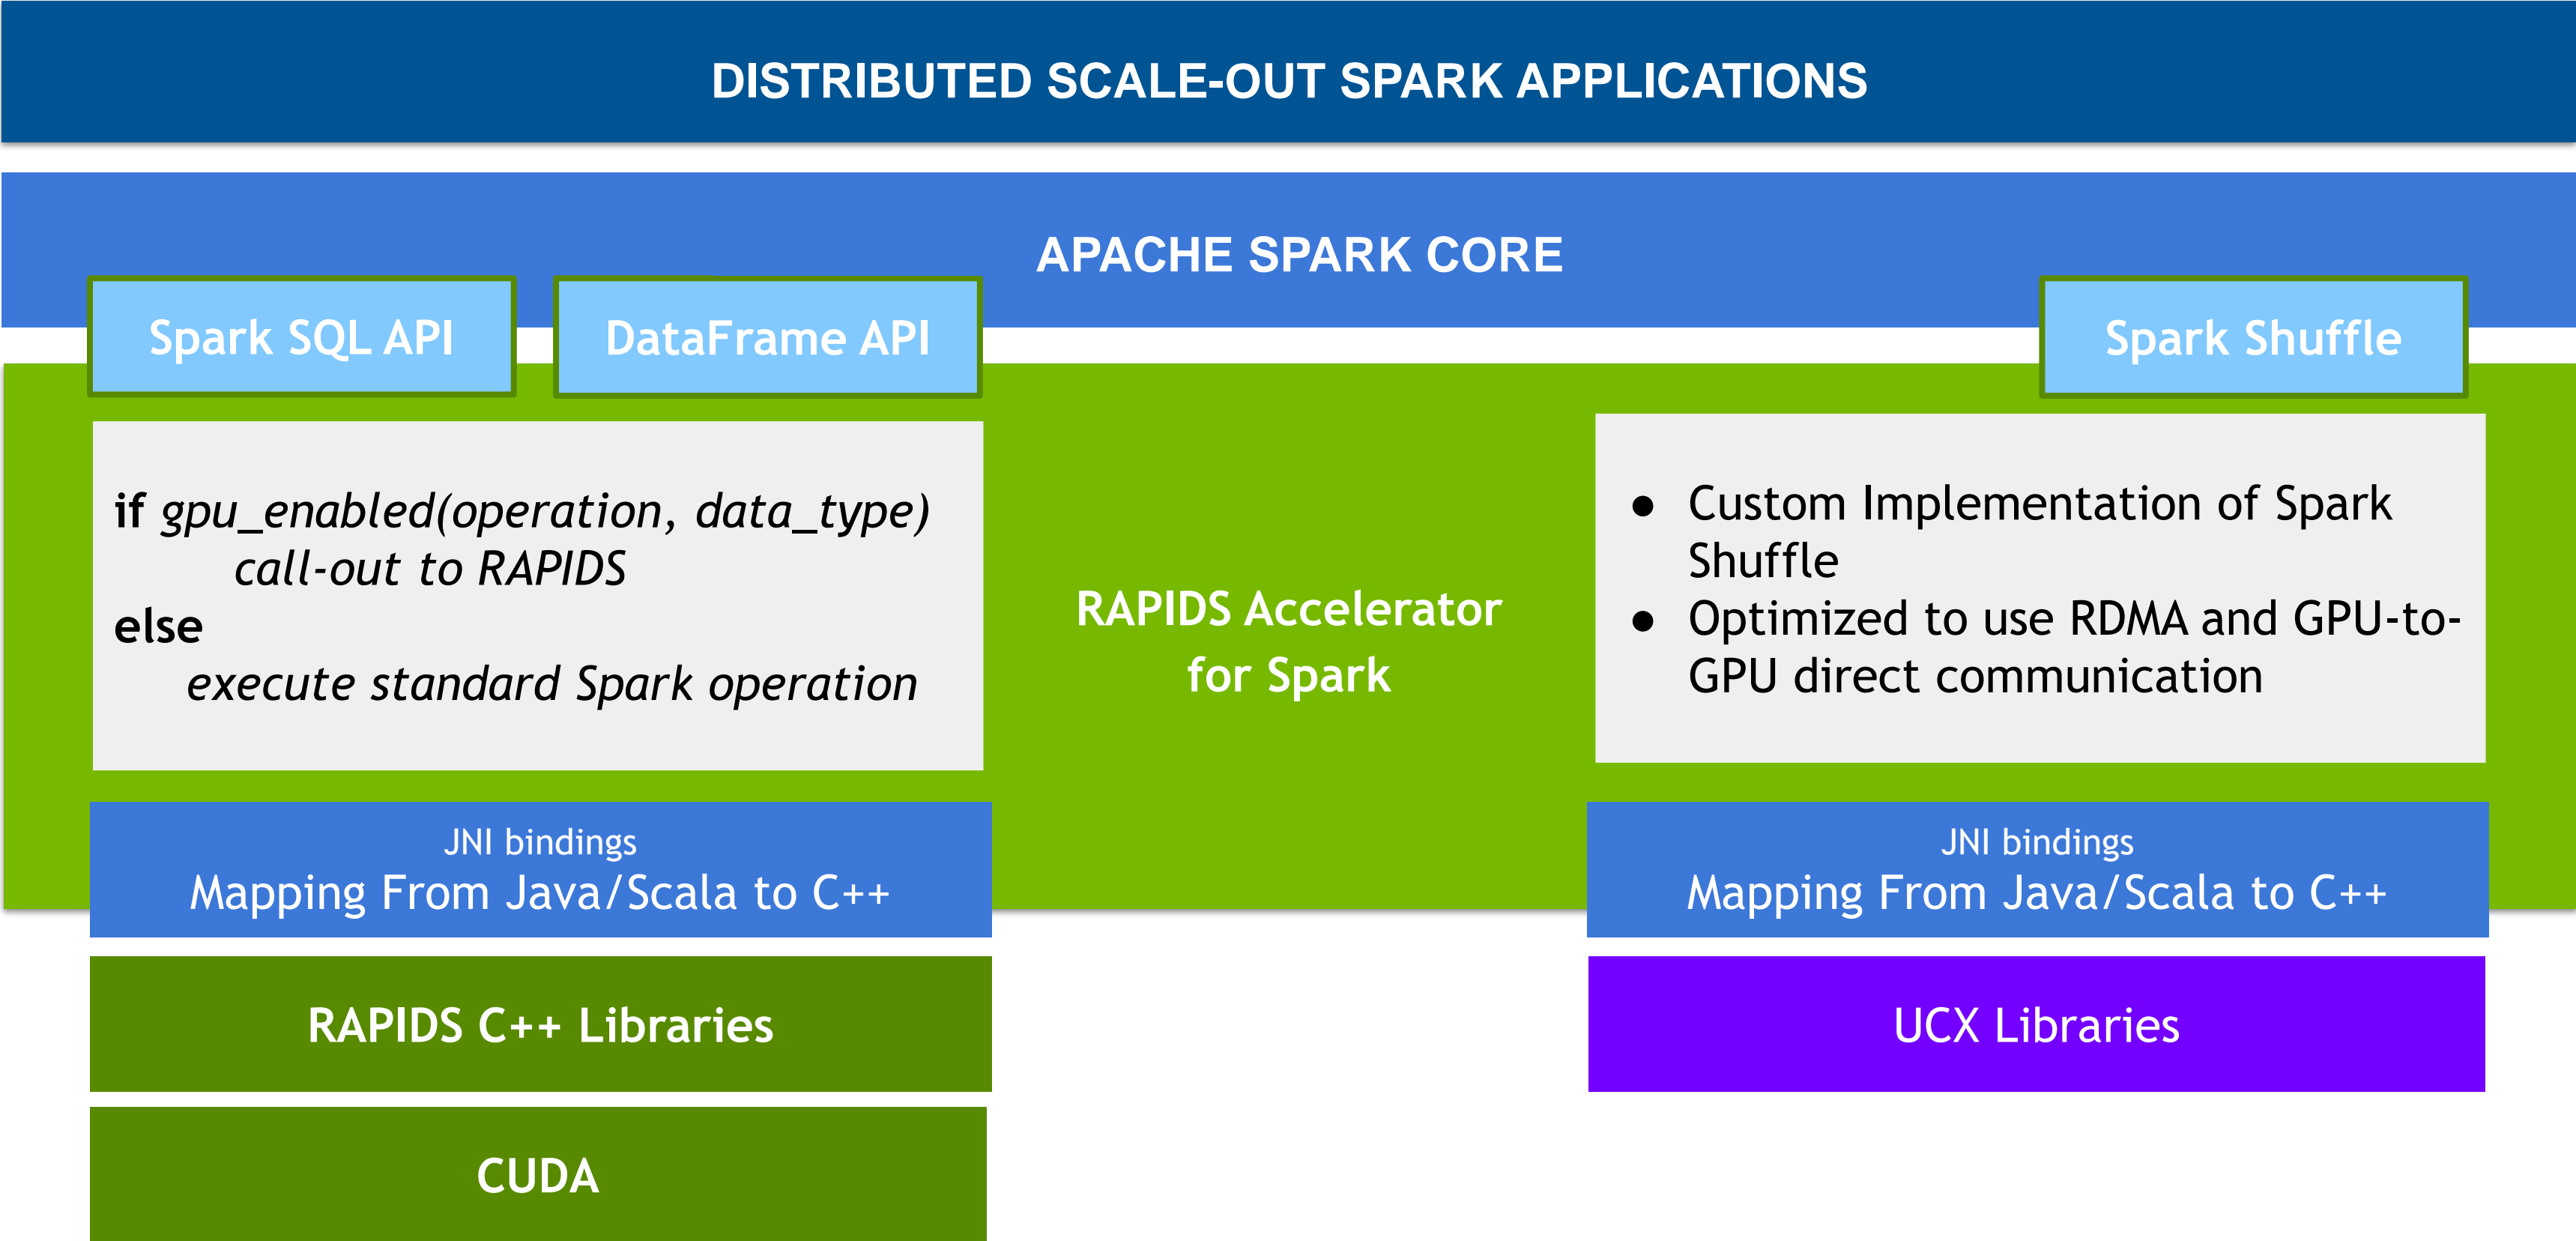 DISTRIBUTED SCALE-OUT SPARK APPLICATIONS
APACHE SPARK CORE
Spark SQL API
DataFrame API
Spark Shuffle
if gpu_enabled(operation, data_type)
call-out to RAPIDS
else
execute standard Spark operation
RAPIDS Accelerator
for Spark
● Custom Implementation of Spark
Shuffle
● Optimized to use RDMA and GPU-to-
GPU direct communication
JNI bindings
Mapping From Java/Scala to C++
JNI bindings
Mapping From Java/Scala to C++
RAPIDS C++ Libraries
UCX Libraries
CUDA